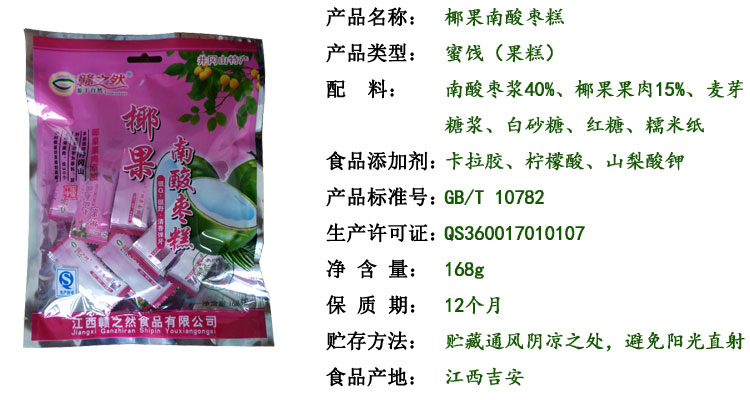 井冈山特产
赣之然®
椰果
南酸枣糕
江西赣之然食品有限公司
Jiangxi Ganzhiran Shipin Youxiangongsi
产品名称： 椰果南酸枣糕
产品类型： 蜜饯（果糕）
配 料： 南酸枣浆40%、椰果果肉15%、麦芽
糖浆、白砂糖、红糖、糯米纸
食品添加剂：卡拉胶、柠檬酸、山梨酸钾
产品标准号：GB/T 10782
生产许可证：QS360017010107
净 含 量： 168g
保 质 期： 12个月
贮存方法： 贮藏通风阴凉之处，避免阳光直射
食品产地： 江西吉安